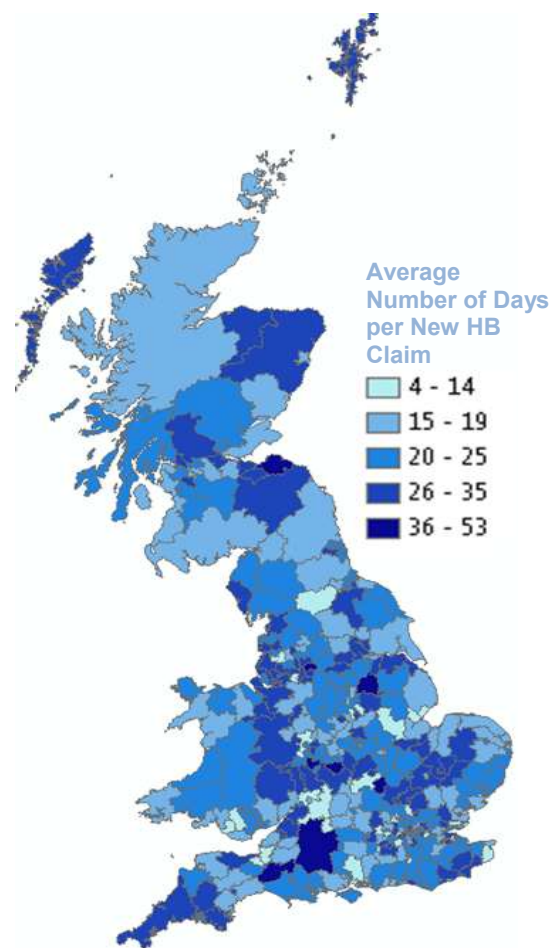 Average
Number of Days
per New HB
Claim
4 - 14
15 - 19
20 - 25
26 - 35
36 - 53